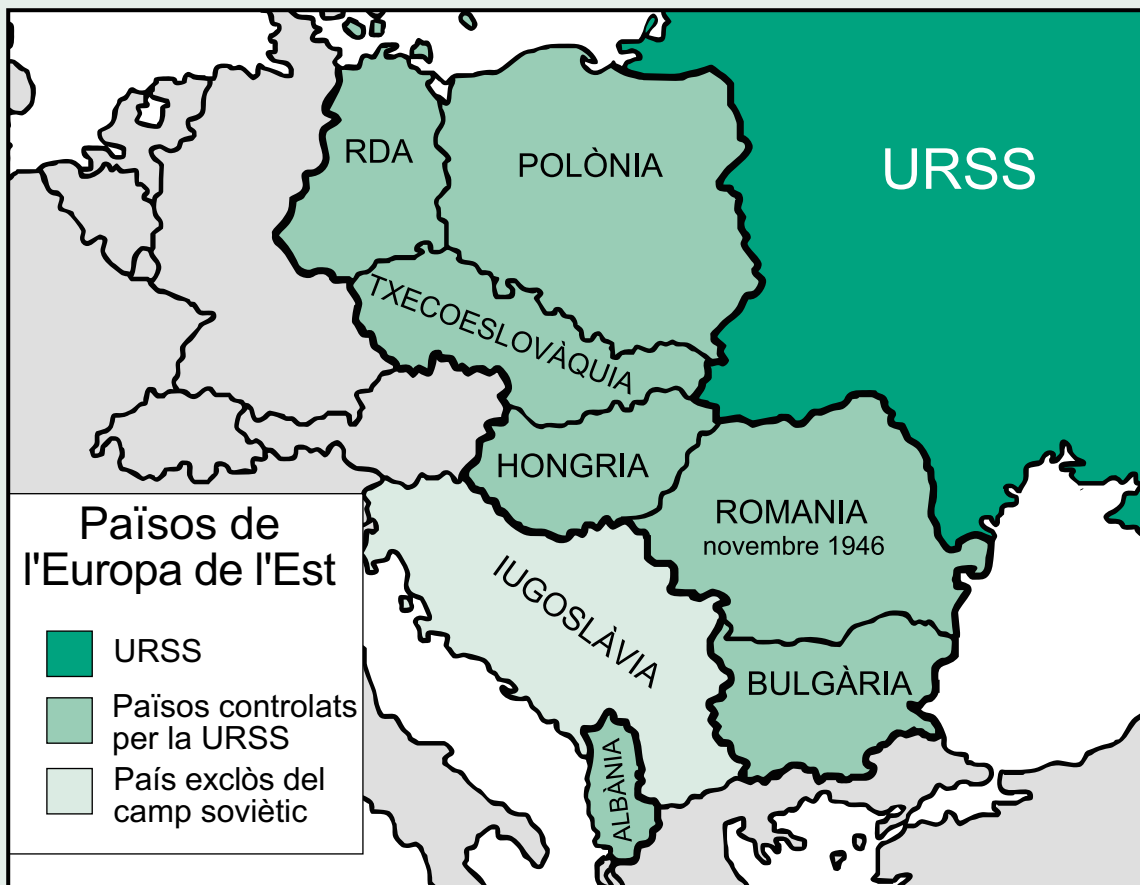 RDA
POLÒNIA
URSS
TXECOESLOVÀQUIA
HONGRIA
ROMANIA
novembre 1946
IUGOSLÀVIA
BULGÀRIA
ALBÀNIA
Països de
l'Europa de l'Est
URSS
Països controlats
per la URSS
País exclòs del
camp soviètic